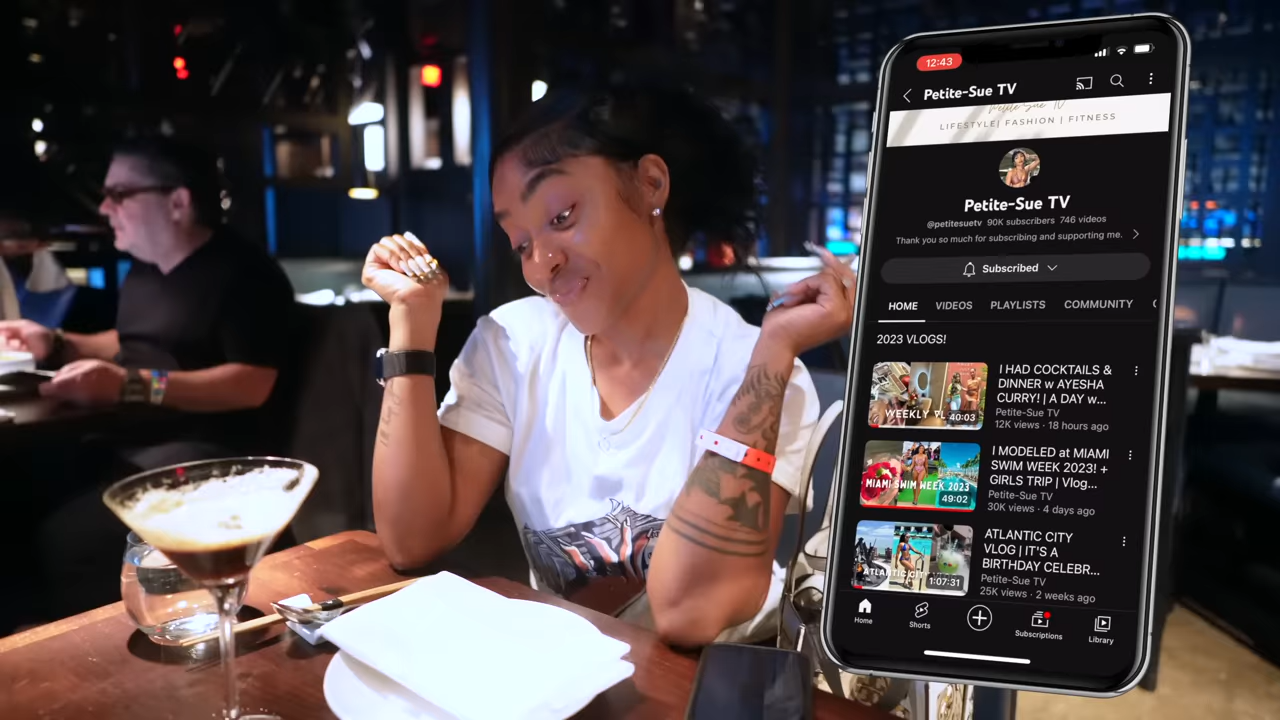 12:43
Petite-Sue TV
Petite-Sue TV
LIFESTYLE| FASHION | FITNESS
Petite-Sue TV
@petitesuetv 90K subscribers 746 videos
Thank you so much for subscribing and supporting me.
Subscribed
HOME VIDEOS PLAYLISTS COMMUNITY C
2023 VLOGS!
WEEKLY VL
40:03
I HAD COCKTAILS &
DINNER w AYESHA
CURRY! | A DAY w...
Petite-Sue TV
12K views · 18 hours ago
MIAMI SWIM WEEK 2023
49:02
I MODELED at MIAMI
SWIM WEEK 2023! +
GIRLS TRIP | Vlog...
Petite-Sue TV
30K views · 4 days ago
ATLANTIC CITY
1:07:31
ATLANTIC CITY
VLOG | IT'S A
BIRTHDAY CELEBR...
Petite-Sue TV
25K views · 2 weeks ago
Home Shorts Subscriptions Library